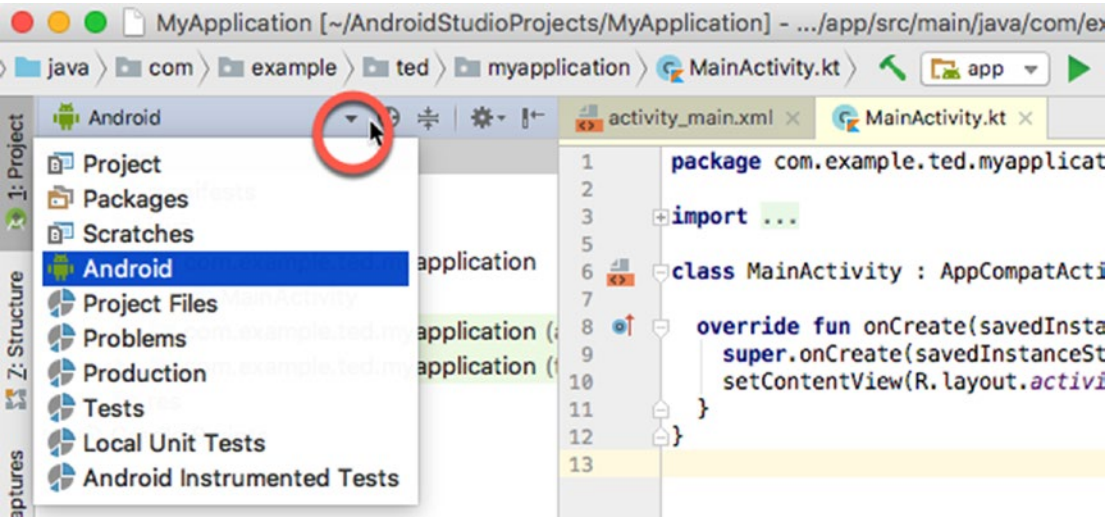 MyApplication [~/AndroidStudioProjects/MyApplication] - .../app/src/main/java/com/ex
java com example ted myapplication MainActivity.kt app
1: Project
Z: Structure
aptures
Android
Project
Packages
Scratches
Android
Project Files
Problems
Production
Tests
Local Unit Tests
Android Instrumented Tests
application
application (a
application (t
activity_main.xml
MainActivity.kt
1 package com.example.ted.myapplicat
2
3 import ...
5
6 class MainActivity : AppCompatActi
7
8 override fun onCreate(savedInsta
9 super.onCreate(savedInstanceSt
10 setContentView(R.layout.activi
11 }
12 }
13